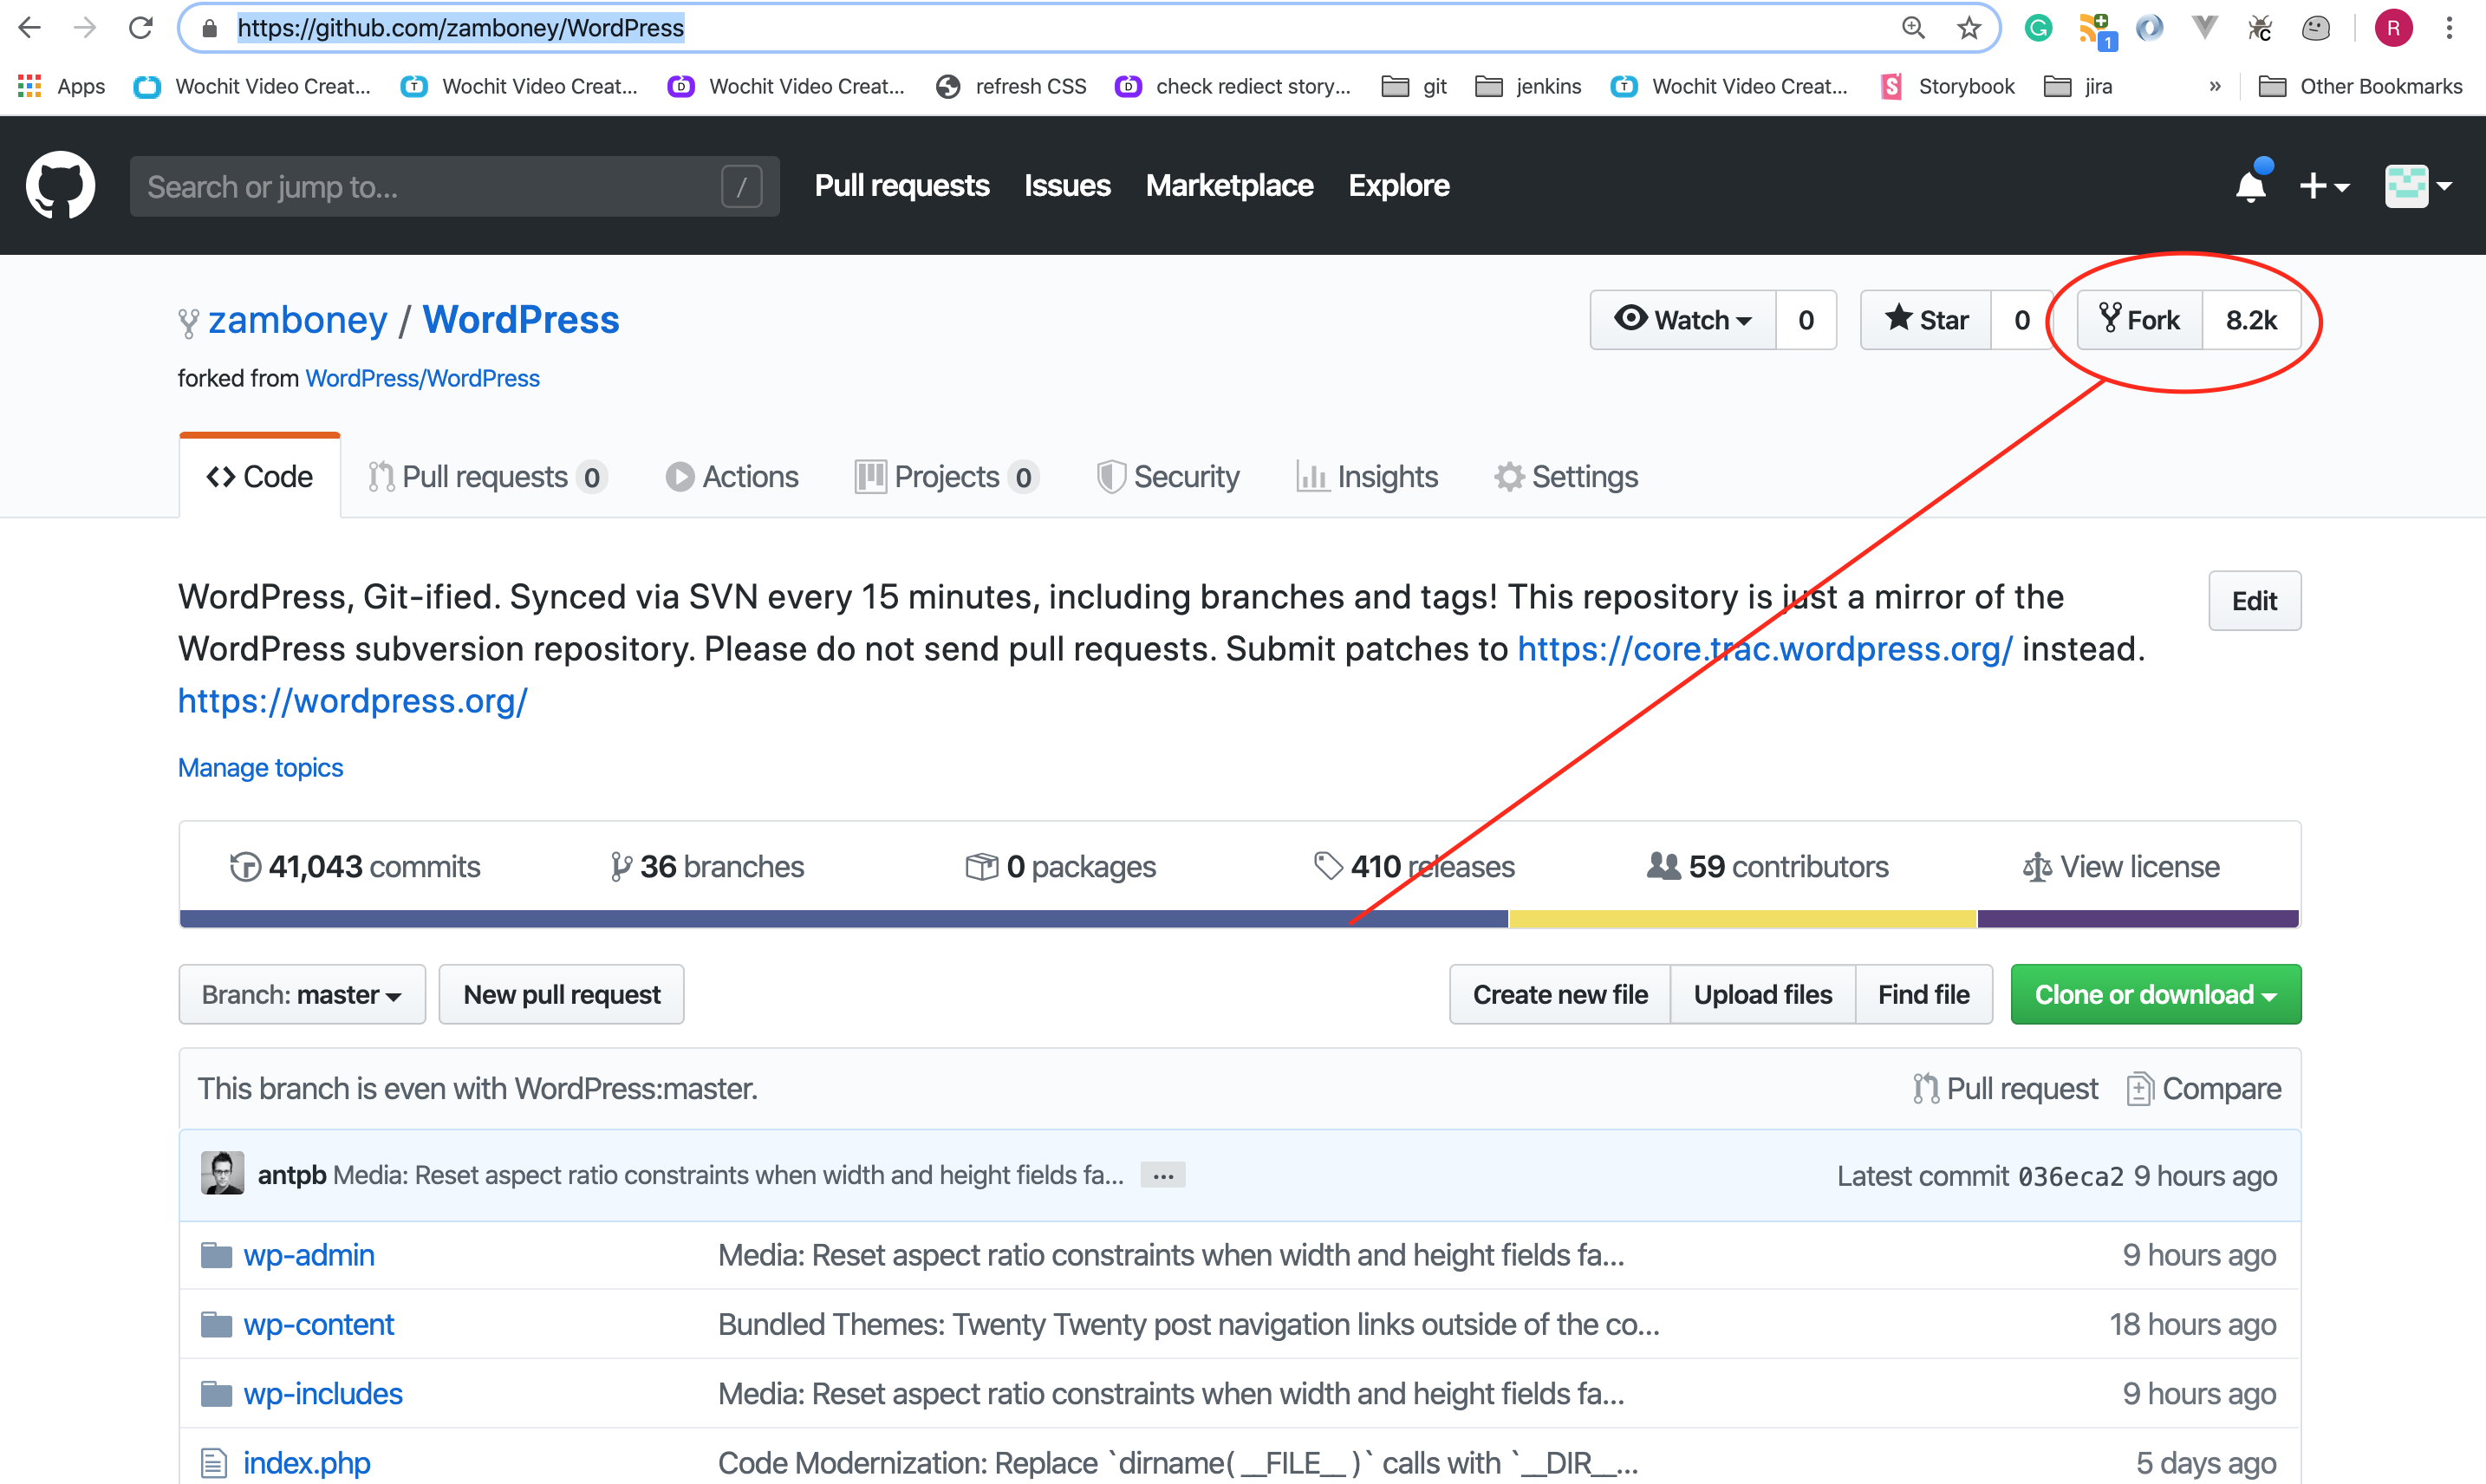 https://github.com/zamboney/WordPress
1
R
Apps
Wochit Video Creat...
T
Wochit Video Creat...
D
Wochit Video Creat...
refresh CSS
D
check rediect story...
git
jenkins
T
Wochit Video Creat...
S
Storybook
jira
»
Other Bookmarks
Search or jump to...
/
Pull requests
Issues
Marketplace
Explore
zamboney / WordPress
Watch
0
Star
0
Fork
8.2k
forked from WordPress/WordPress
Code
Pull requests 0
Actions
Projects 0
Security
Insights
Settings
WordPress, Git-ified. Synced via SVN every 15 minutes, including branches and tags! This repository is just a mirror of the
WordPress subversion repository. Please do not send pull requests. Submit patches to https://core.trac.wordpress.org/ instead.
https://wordpress.org/
Edit
Manage topics
41,043 commits
36 branches
0 packages
410 releases
59 contributors
View license
Branch: master
New pull request
Create new file
Upload files
Find file
Clone or download
This branch is even with WordPress:master.
Pull request
Compare
antpb Media: Reset aspect ratio constraints when width and height fields fa...
...
Latest commit 036eca2 9 hours ago
wp-admin
Media: Reset aspect ratio constraints when width and height fields fa...
9 hours ago
wp-content
Bundled Themes: Twenty Twenty post navigation links outside of the co...
18 hours ago
wp-includes
Media: Reset aspect ratio constraints when width and height fields fa...
9 hours ago
index.php
Code Modernization: Replace `dirname( __FILE__ )` calls with `__DIR__...
5 days ago